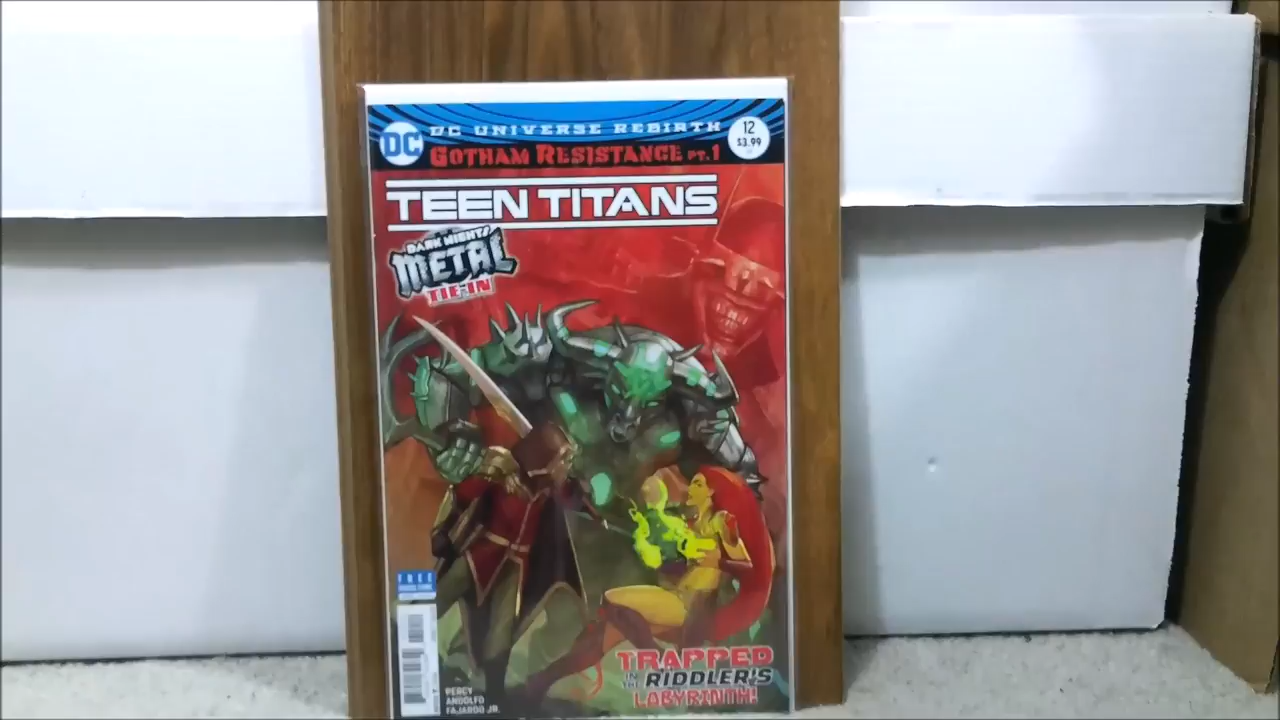 DC
DC UNIVERSE REBIRTH
12
$3.99
GOTHAM RESISTANCE PT.1
TEEN TITANS
DARK NIGHTS
METAL
TIE-IN
FREE
TRAPPED
IN THE RIDDLER'S
LABYRINTH!
PERCY
ANDOLFO
FAJARDO JR.